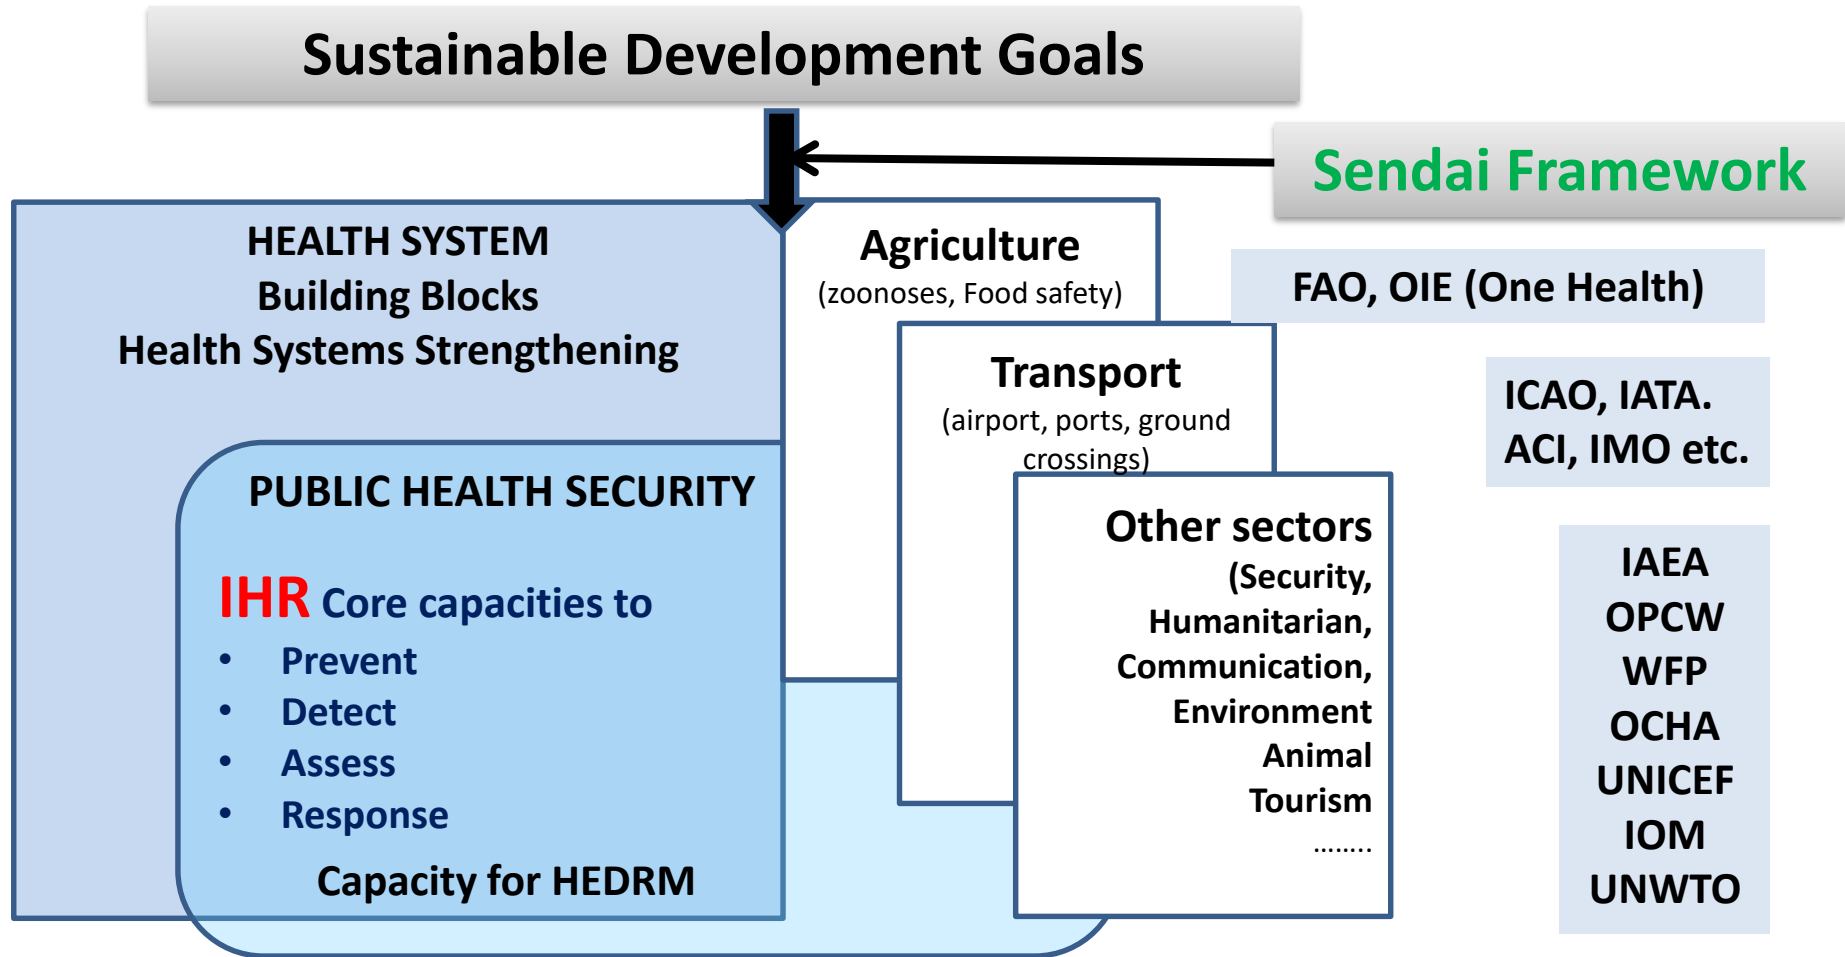 Sustainable Development Goals
Sendai Framework
HEALTH SYSTEM
Building Blocks
Health Systems Strengthening
PUBLIC HEALTH SECURITY
IHR Core capacities to
• Prevent
• Detect
• Assess
• Response
Capacity for HEDRM
Agriculture
(zoonoses, Food safety)
Transport
(airport, ports, ground
crossings)
Other sectors
(Security,
Humanitarian,
Communication,
Environment
Animal
Tourism
........
FAO, OIE (One Health)
ICAO, IATA.
ACI, IMO etc.
IAEA
OPCW
WFP
OCHA
UNICEF
IOM
UNWTO